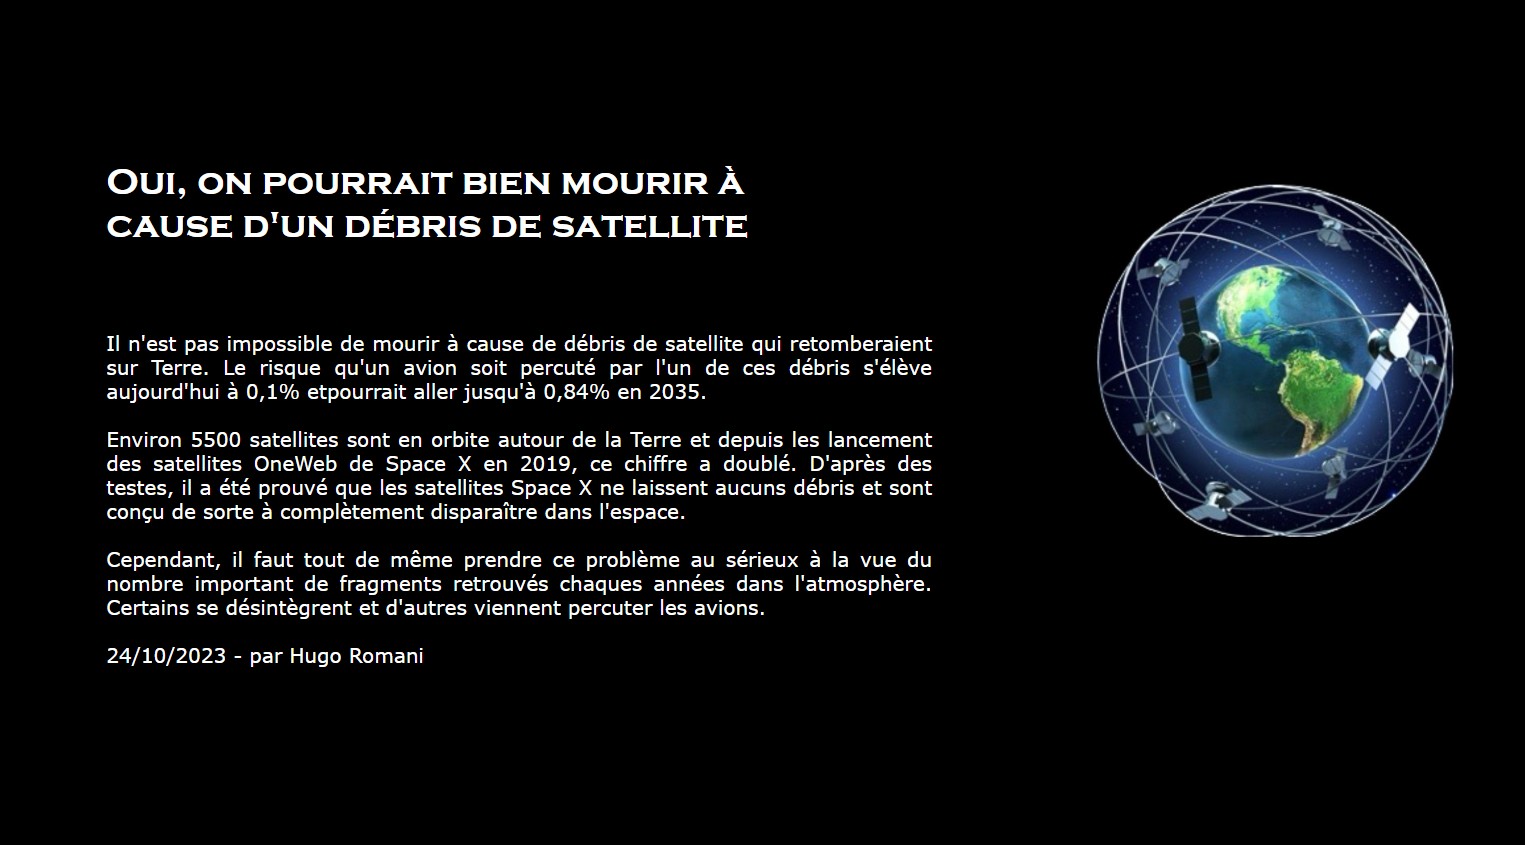 Oui, on pourrait bien mourir à
cause d'un débris de satellite
Il n'est pas impossible de mourir à cause de débris de satellite qui retomberaient
sur Terre. Le risque qu'un avion soit percuté par l'un de ces débris s'élève
aujourd'hui à 0,1% etpourrait aller jusqu'à 0,84% en 2035.
Environ 5500 satellites sont en orbite autour de la Terre et depuis les lancement
des satellites OneWeb de Space X en 2019, ce chiffre a doublé. D'après des
testes, il a été prouvé que les satellites Space X ne laissent aucuns débris et sont
conçu de sorte à complètement disparaître dans l'espace.
Cependant, il faut tout de même prendre ce problème au sérieux à la vue du
nombre important de fragments retrouvés chaques années dans l'atmosphère.
Certains se désintègrent et d'autres viennent percuter les avions.
24/10/2023 - par Hugo Romani